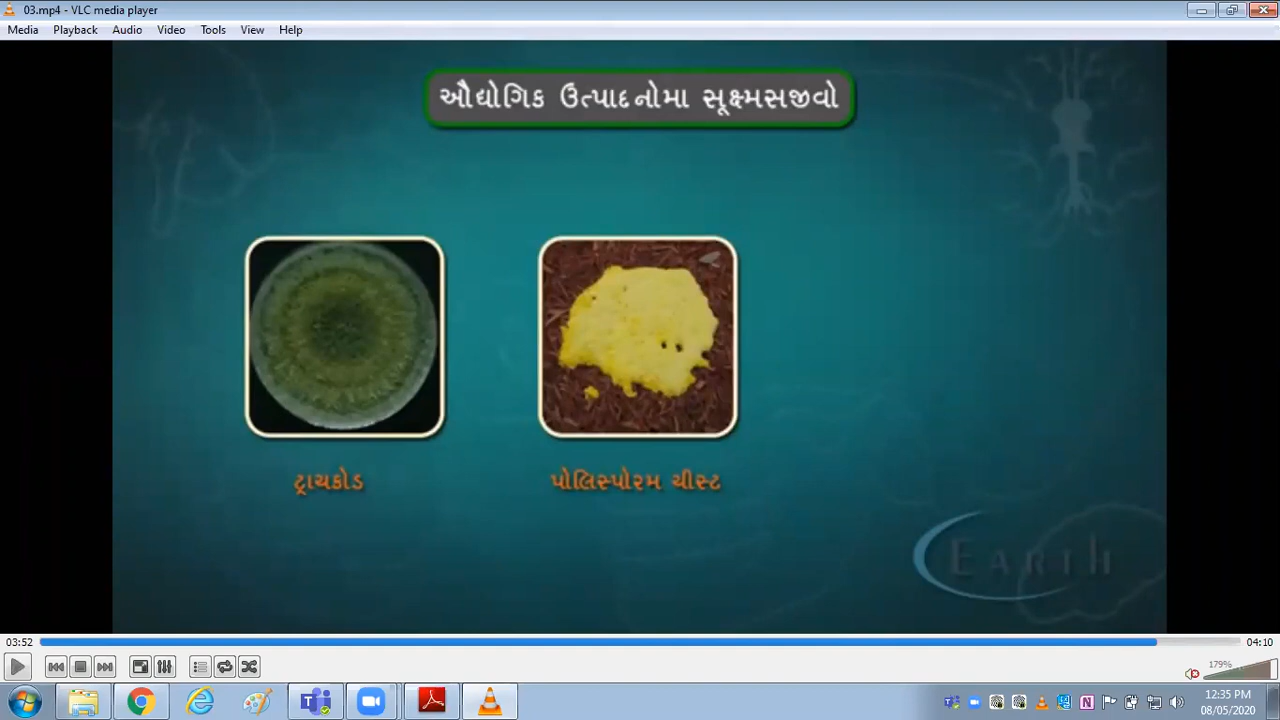 03.mp4 - VLC media player
Media Playback Audio Video Tools View Help
ઔદ્યોગિક ઉત્પાદનોમા સૂક્ષ્મસજીવો
ટ્રાયકોડ
પોલિસ્પોરમ ચીસ્ટ
EARTh
03:52
04:10
179%
12:35 PM
08/05/2020